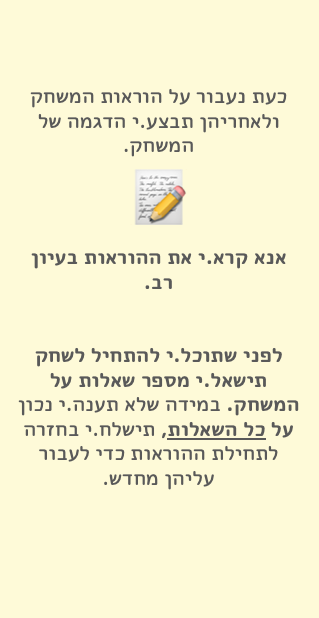 כעת נעבור על הוראות המשחק
ולאחריהן תבצע.י הדגמה של
המשחק.
אנא קרא.י את ההוראות בעיון
רב.
לפני שתוכל.י להתחיל לשחק
תישאל.י מספר שאלות על
המשחק. במידה שלא תענה.י נכון
על כל השאלות, תישלח.י בחזרה
לתחילת ההוראות כדי לעבור
עליהן מחדש.